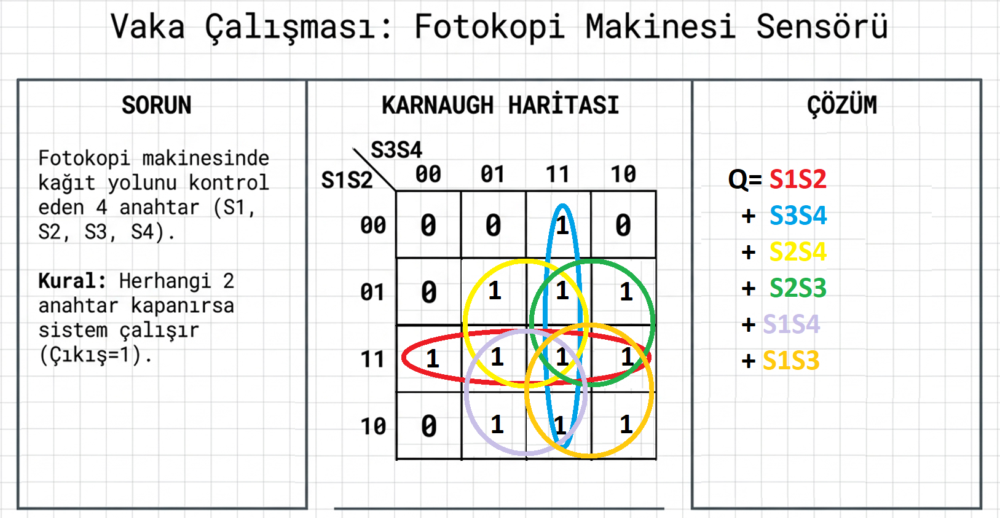 Vaka Çalışması: Fotokopi Makinesi Sensörü
SORUN
Fotokopi makinesinde
kağıt yolunu kontrol
eden 4 anahtar (S1,
S2, S3, S4).
Kural: Herhangi 2
anahtar kapanırsa
sistem çalışır
(Çıkış=1).
KARNAUGH HARİTASI
S3S4
S1S2
00 01 11 10
00 0 0 1 0
01 0 1 1 1
11 1 1 1 1
10 0 1 1 1
ÇÖZÜM
Q= S1S2
+ S3S4
+ S2S4
+ S2S3
+ S1S4
+ S1S3